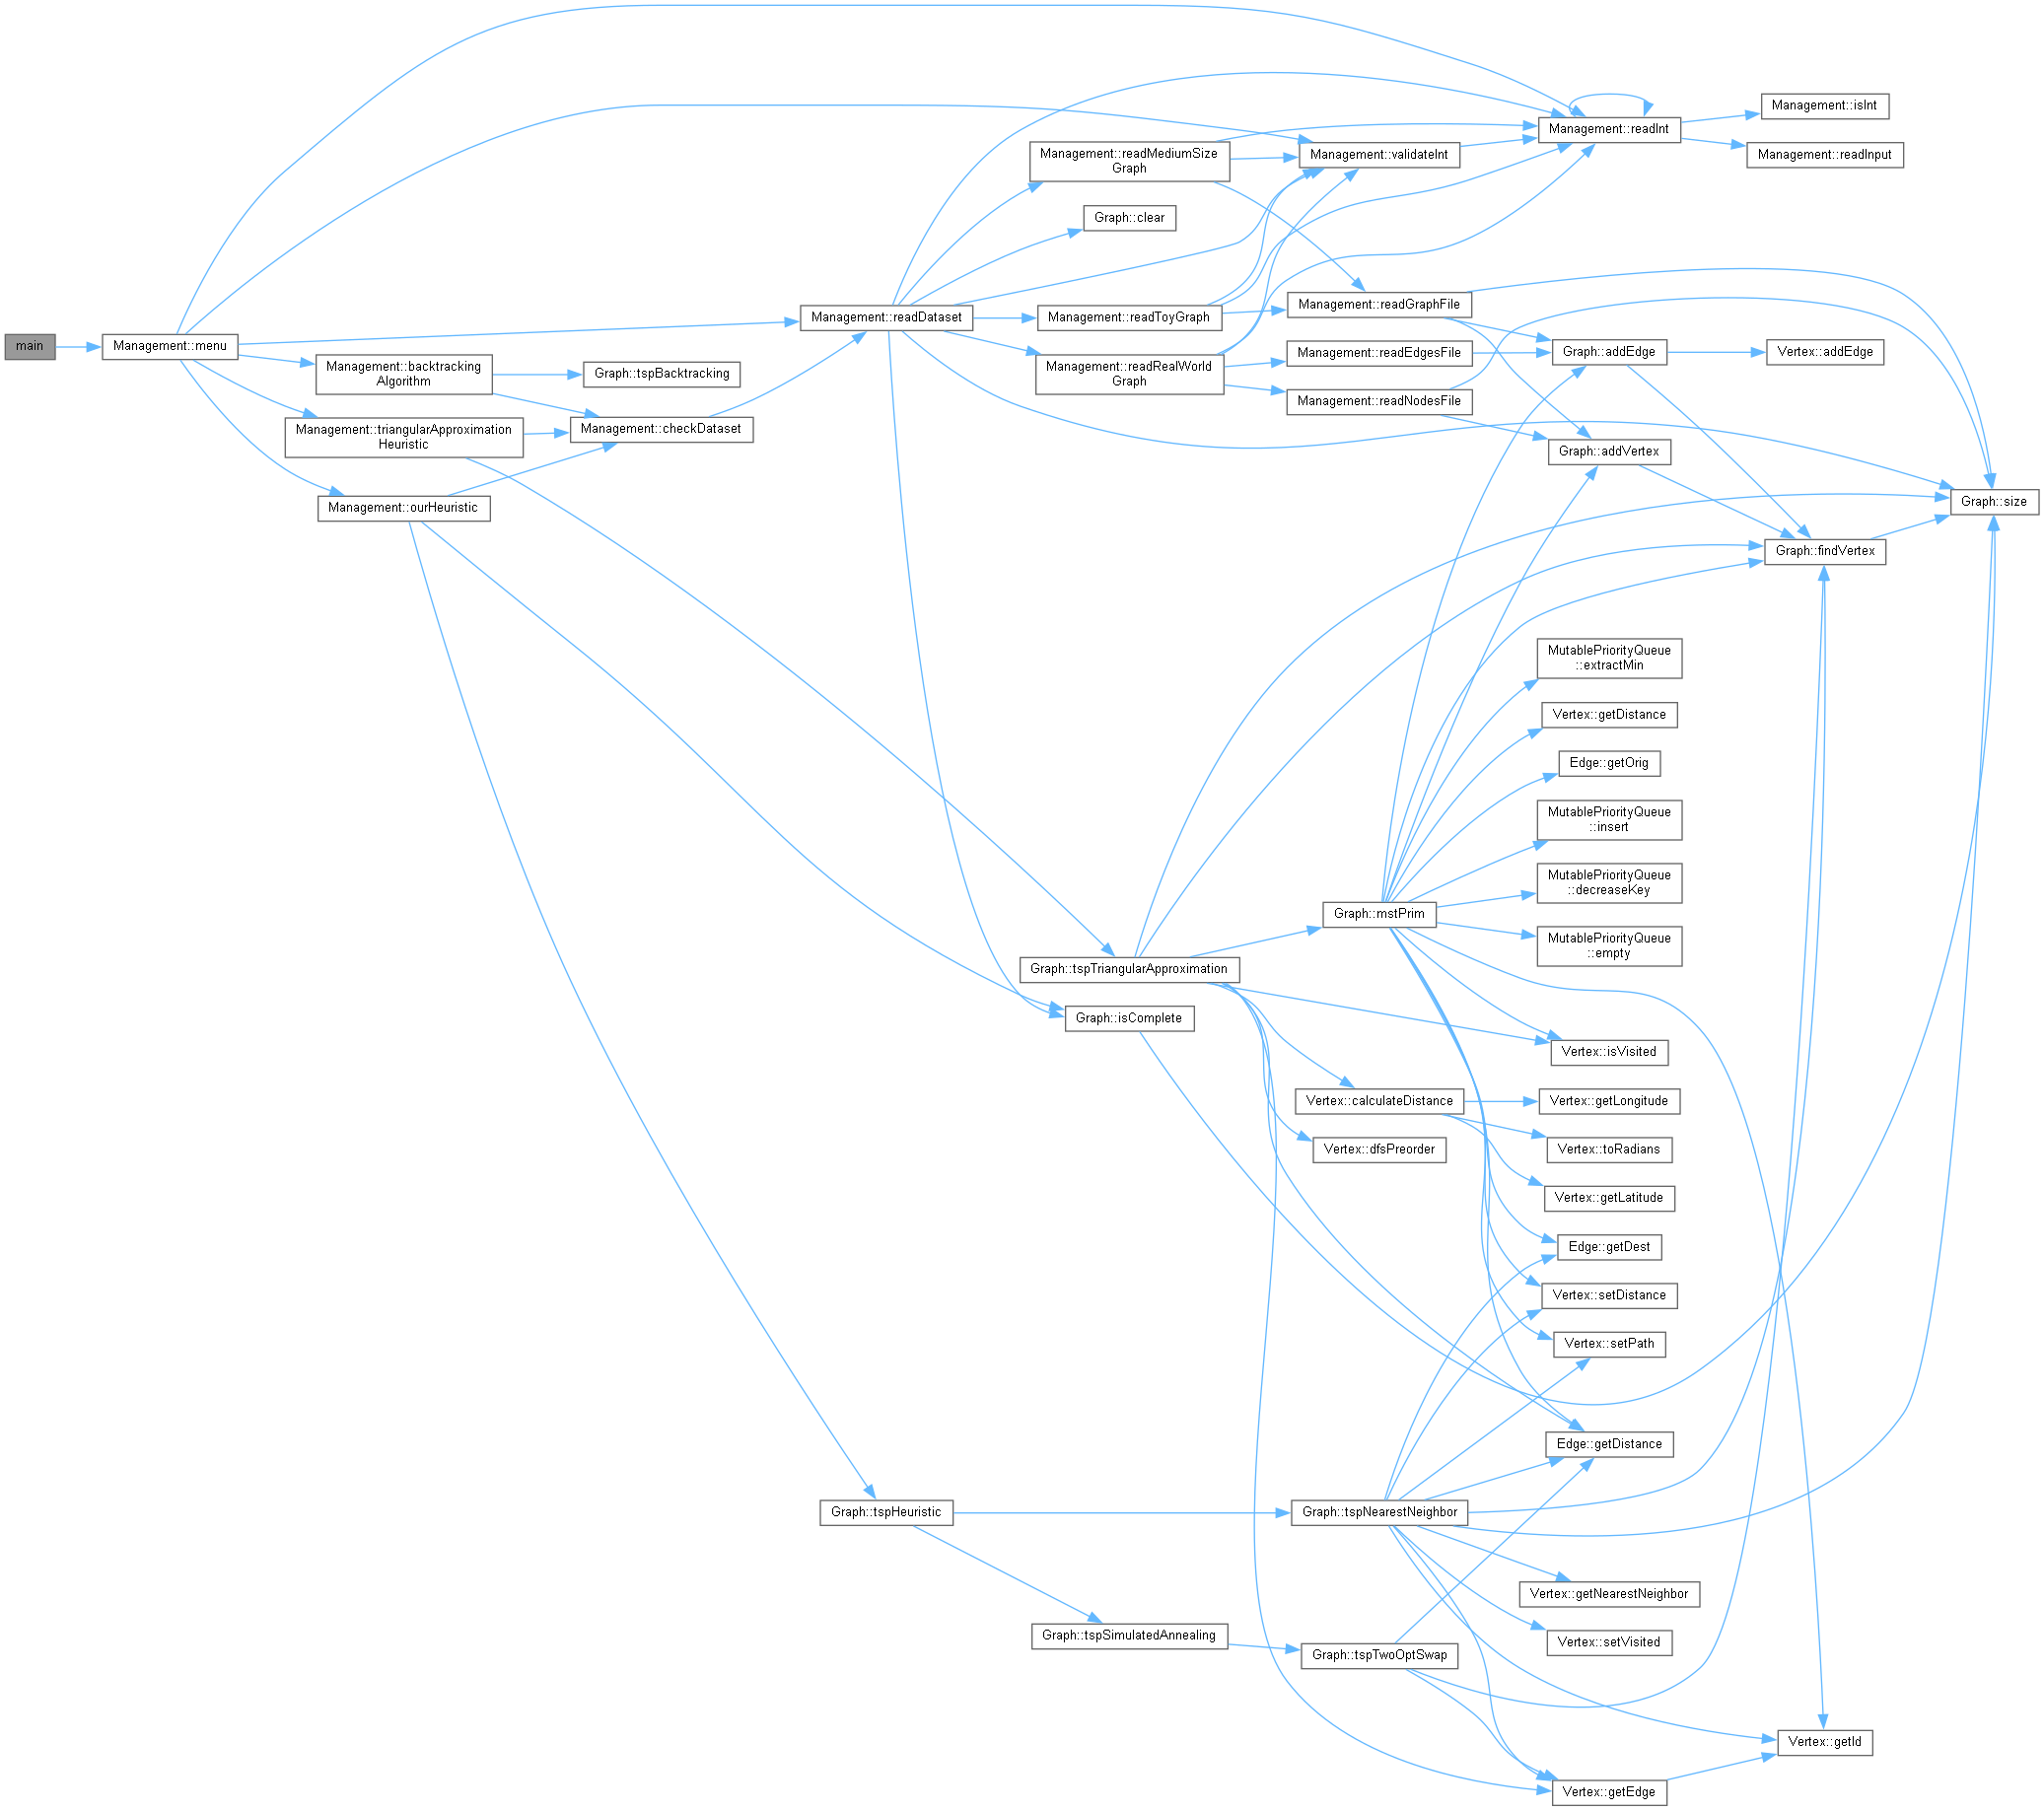 main
Management::menu
Management::backtracking
Algorithm
Management::triangularApproximation
Heuristic
Management::ourHeuristic
Graph::tspBacktracking
Management::checkDataset
Management::readDataset
Graph::tspHeuristic
Management::readMediumSize
Graph
Graph::clear
Management::readToyGraph
Management::readRealWorld
Graph
Graph::tspTriangularApproximation
Graph::isComplete
Graph::tspSimulatedAnnealing
Management::validateInt
Management::readGraphFile
Management::readEdgesFile
Management::readNodesFile
Graph::mstPrim
Vertex::calculateDistance
Vertex::dfsPreorder
Graph::tspNearestNeighbor
Graph::tspTwoOptSwap
Management::readInt
Graph::addEdge
Graph::addVertex
MutablePriorityQueue
::extractMin
Vertex::getDistance
Edge::getOrig
MutablePriorityQueue
::insert
MutablePriorityQueue
::decreaseKey
MutablePriorityQueue
::empty
Vertex::isVisited
Vertex::getLongitude
Vertex::toRadians
Vertex::getLatitude
Edge::getDest
Vertex::setDistance
Vertex::setPath
Edge::getDistance
Vertex::getNearestNeighbor
Vertex::setVisited
Vertex::getEdge
Management::isInt
Management::readInput
Vertex::addEdge
Graph::findVertex
Vertex::getId
Graph::size